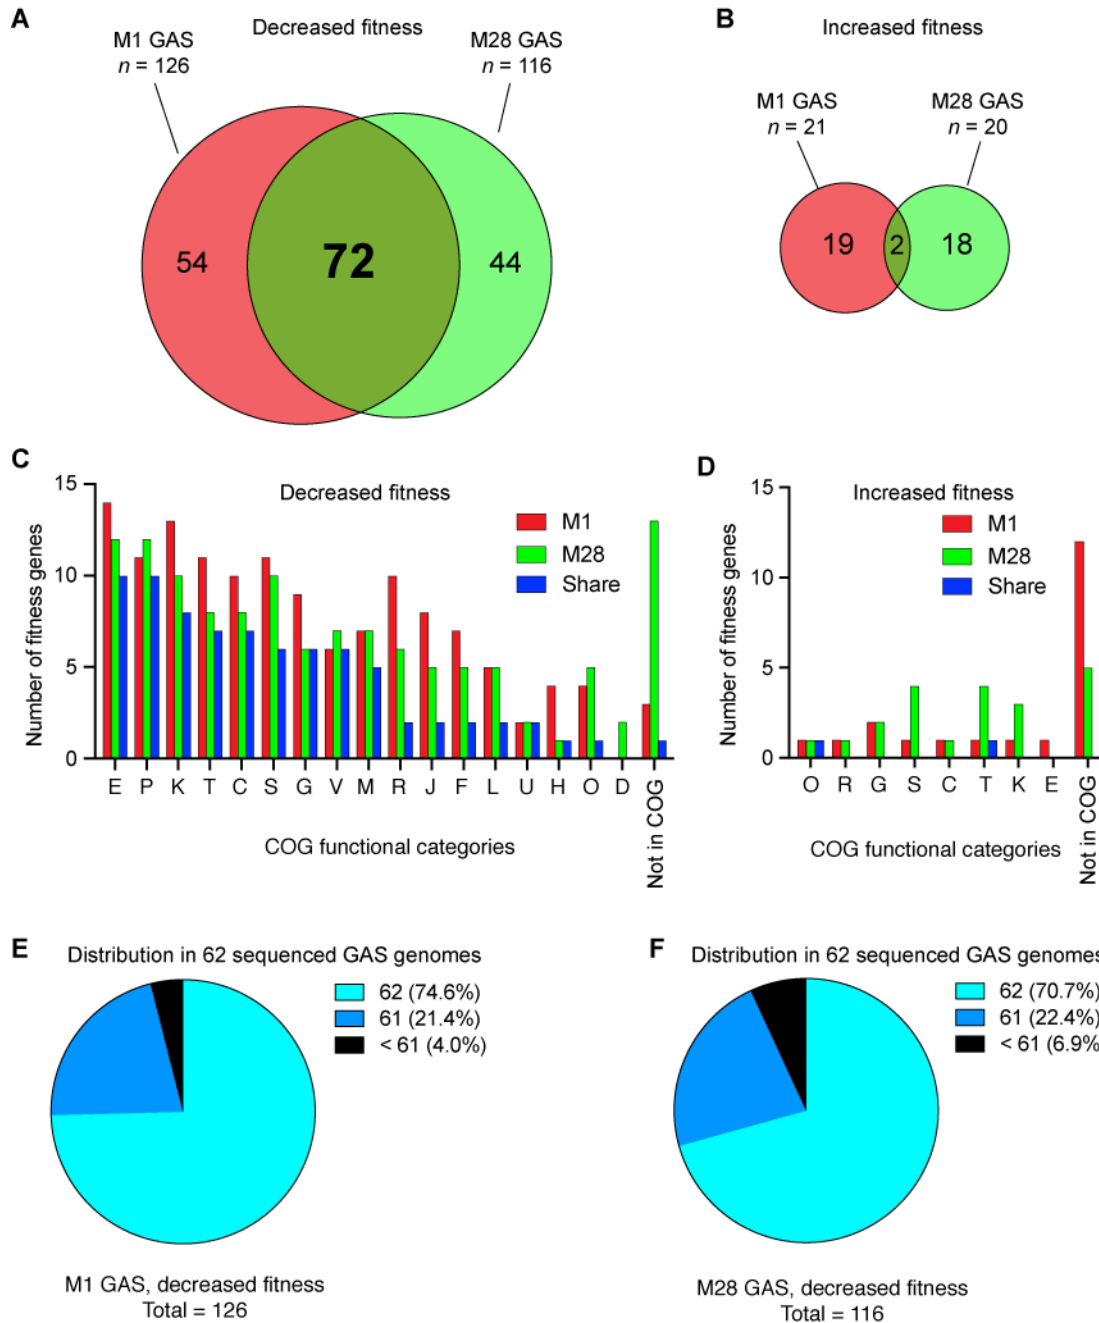 A
Decreased fitness
M1 GAS
n = 126
M28 GAS
n = 116
54
72
44
B
Increased fitness
M1 GAS
n = 21
M28 GAS
n = 20
19
2
18
C
Decreased fitness
M1
M28
Share
Number of fitness genes
15
10
5
0
E P K T C S G V M R J F L U H O D Not in COG
COG functional categories
D
Increased fitness
M1
M28
Share
Number of fitness genes
15
10
5
0
O R G S C T K E Not in COG
COG functional categories
E
Distribution in 62 sequenced GAS genomes
62 (74.6%)
61 (21.4%)
< 61 (4.0%)
M1 GAS, decreased fitness
Total = 126
F
Distribution in 62 sequenced GAS genomes
62 (70.7%)
61 (22.4%)
< 61 (6.9%
M28 GAS, decreased fitness
Total = 116